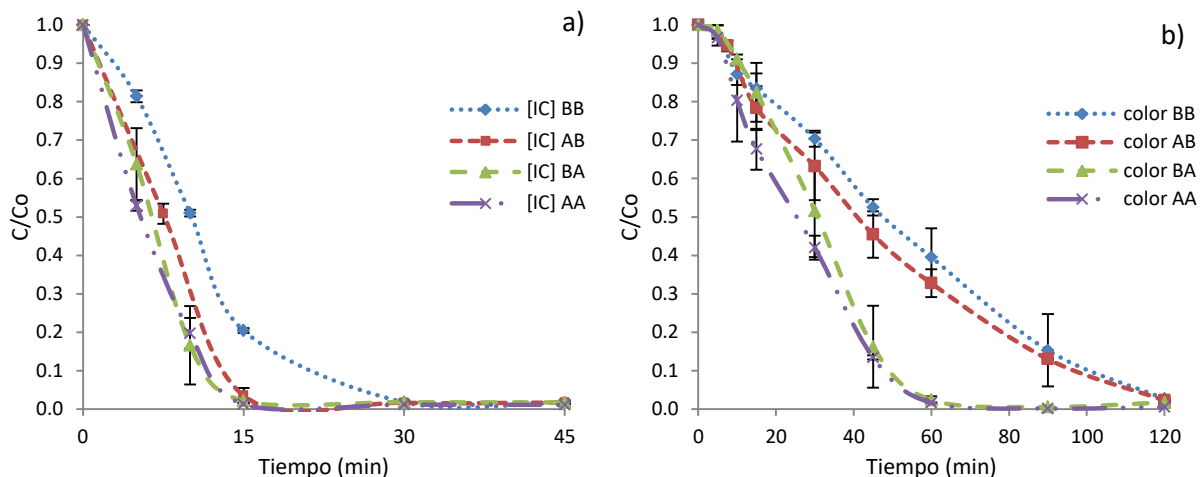 a)
1.0
0.9
0.8
0.7
0.6
0.5
0.4
0.3
0.2
0.1
0.0
C/Co
0
15
30
45
Tiempo (min)
[IC] BB
[IC] AB
[IC] BA
[IC] AA
b)
1.0
0.9
0.8
0.7
0.6
0.5
0.4
0.3
0.2
0.1
0.0
C/Co
0
20
40
60
80
100
120
Tiempo (min)
color BB
color AB
color BA
color AA